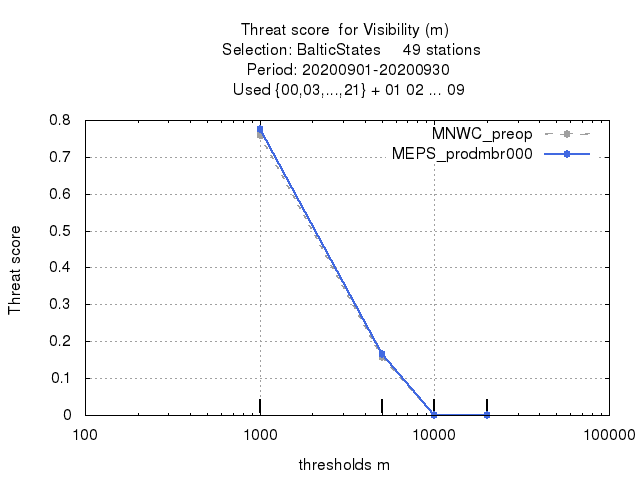 Threat score for Visibility (m)
Selection: BalticStates 49 stations
Period: 20200901-20200930
Used {00,03,...,21} + 01 02 ... 09
MNWC_preop
MEPS_prodmbr000
Threat score
0.8
0.7
0.6
0.5
0.4
0.3
0.2
0.1
0
100 1000 10000 100000
thresholds m